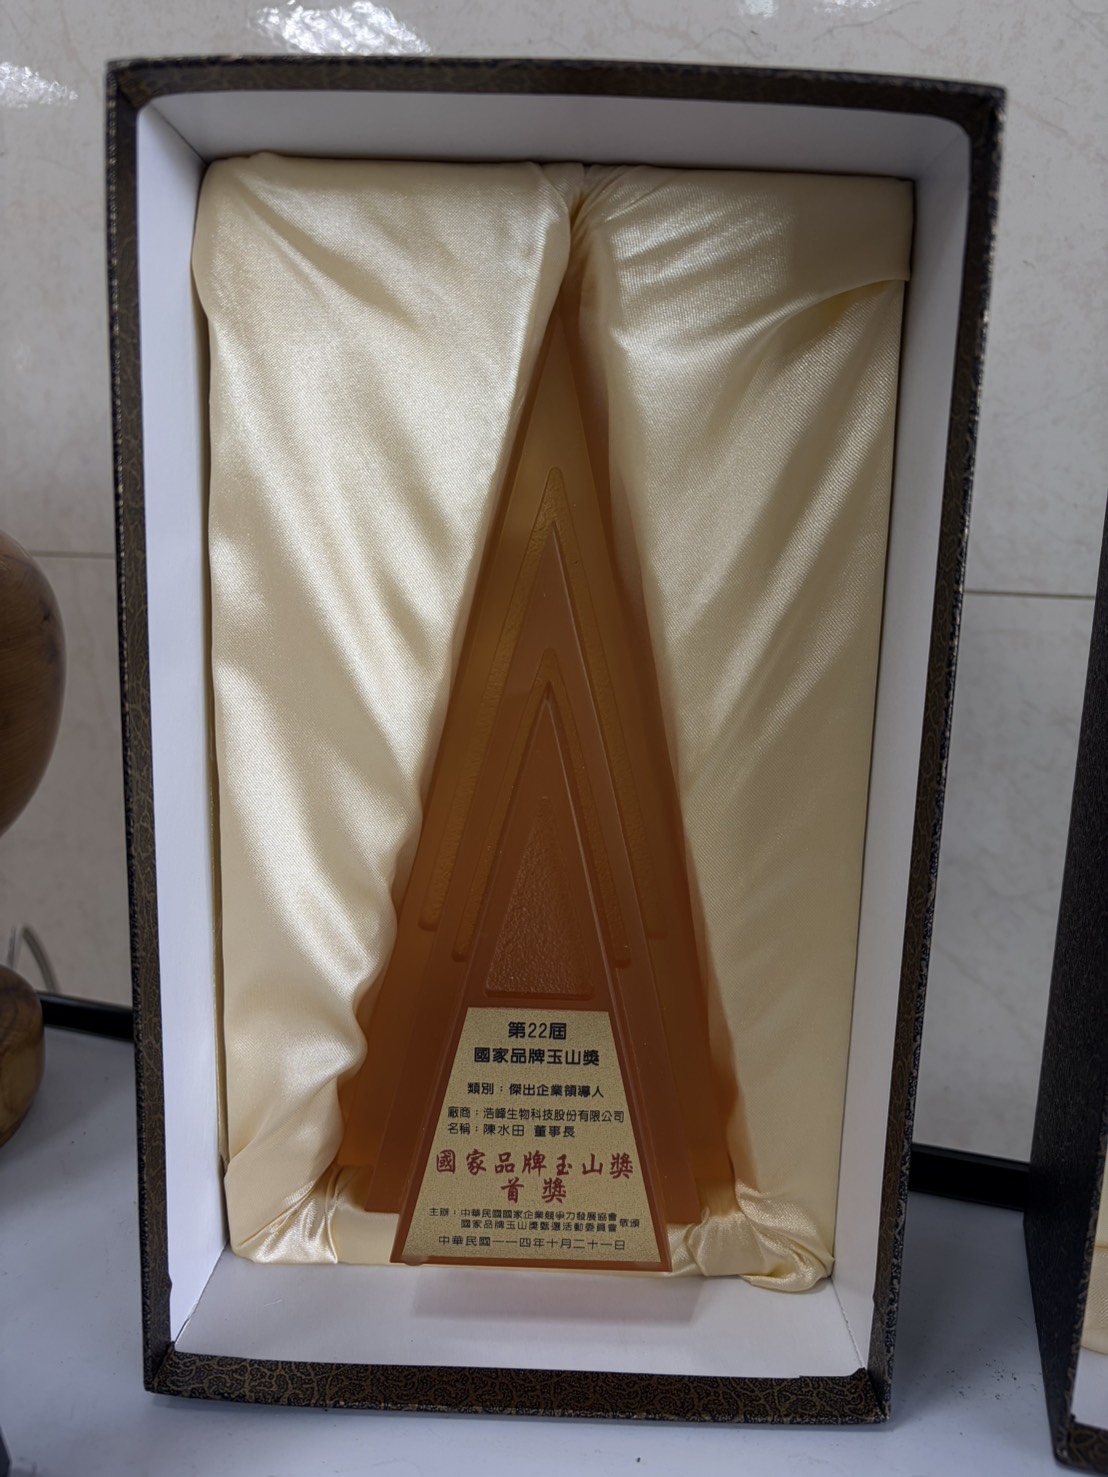 第22屆
國家品牌玉山獎
類別：傑出企業領導人
廠商：浩峰生物科技股份有限公司
名稱：陳水田 董事長
國家品牌玉山獎
首獎
主辦：中華民國國家企業競爭力發展協會
國家品牌玉山獎甄選活動委員會 敬頒
中華民國一一四年十月二十一日